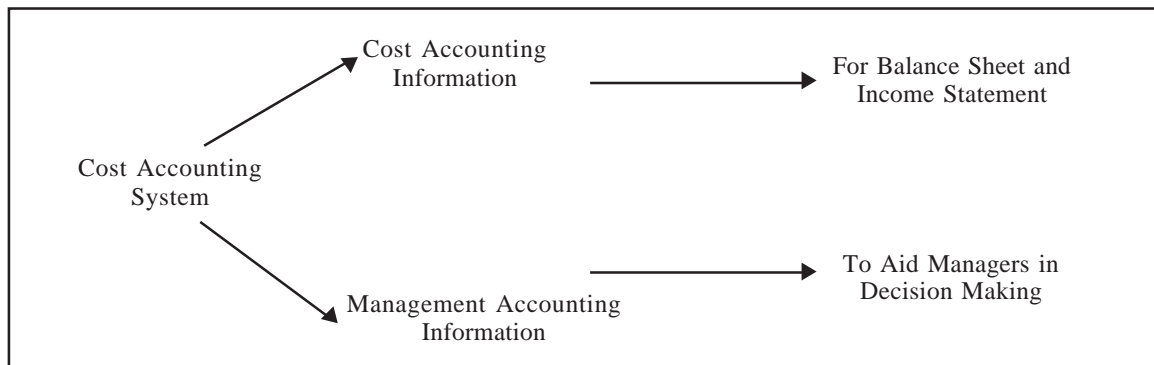 Cost Accounting
Information
For Balance Sheet and
Income Statement
Cost Accounting
System
Management Accounting
Information
To Aid Managers in
Decision Making